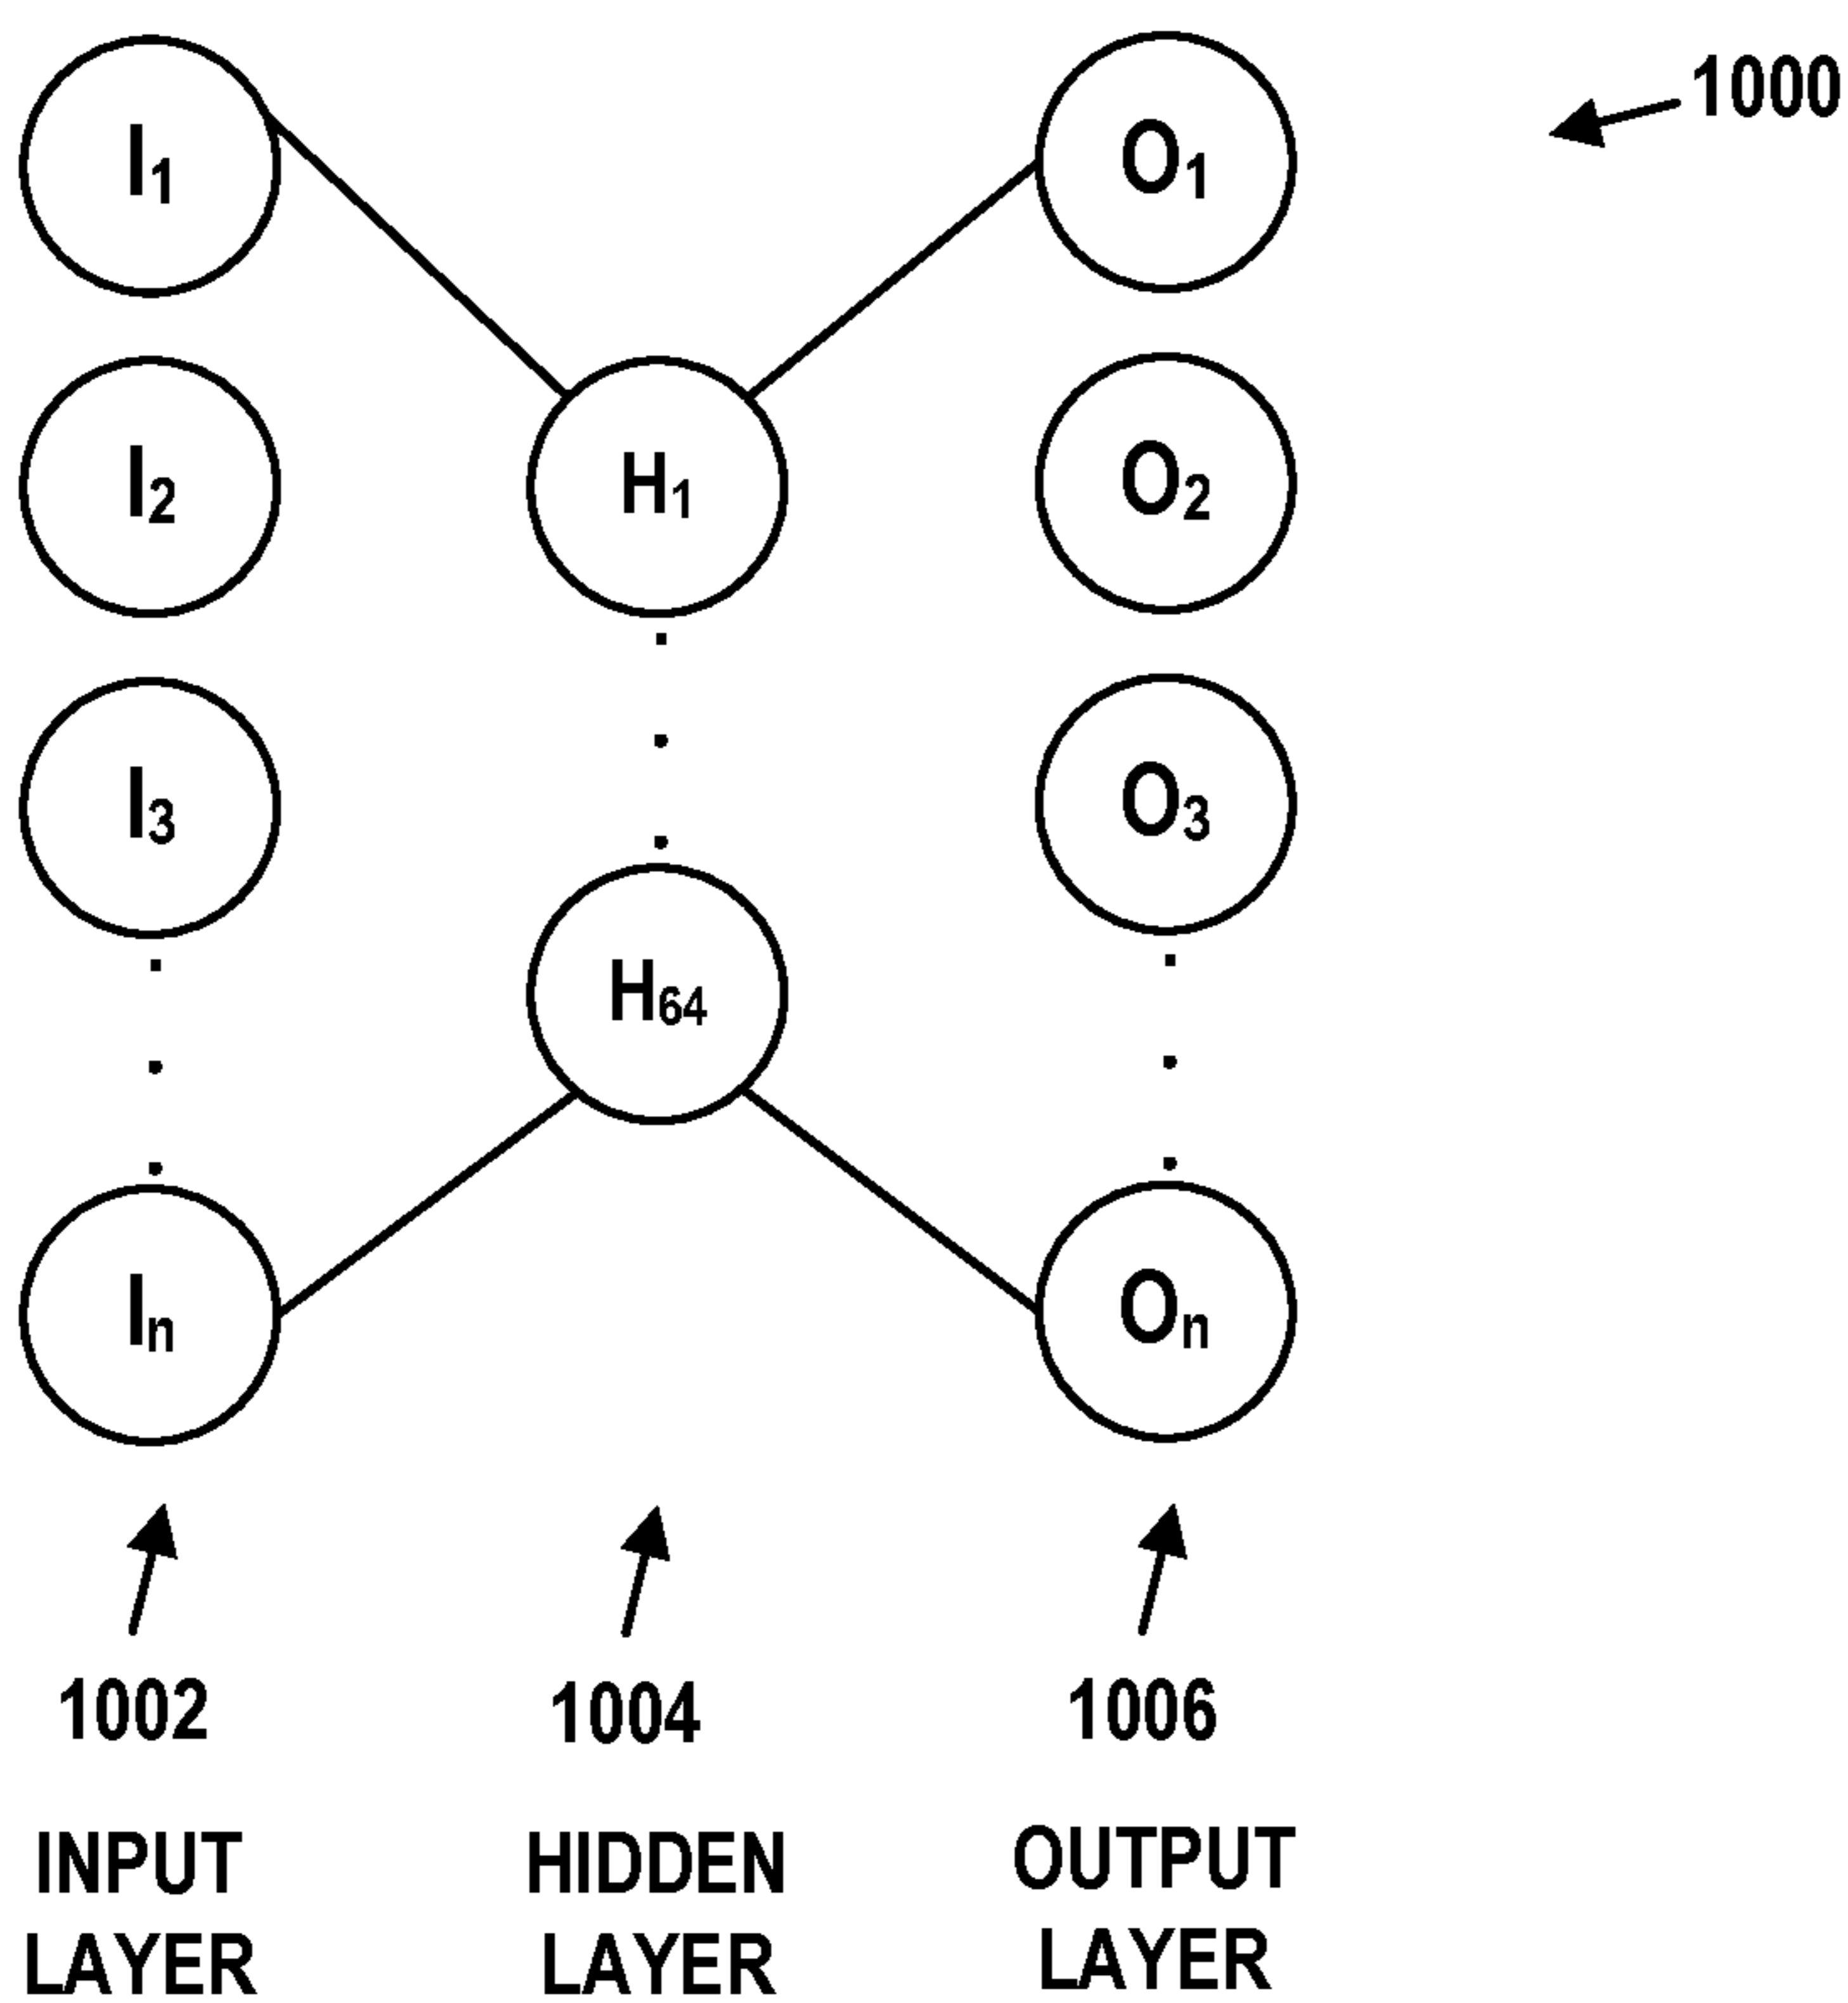 1000
I1
O1
I2
H1
O2
I3
O3
H64
In
On
1002
1004
1006
INPUT
LAYER
HIDDEN
LAYER
OUTPUT
LAYER